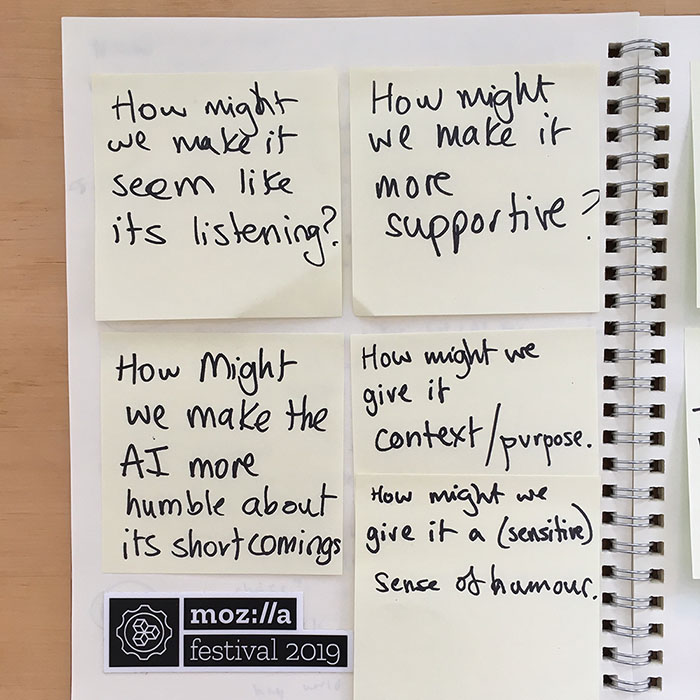 How might
we make it
seem like
its listening?
How might
we make it
more
supportive?
How Might
we make the
AI more
humble about
its shortcomings
How might we
give it
context/purpose.
How might we
give it a (sensitive)
sense of humour.
moz://a
festival 2019